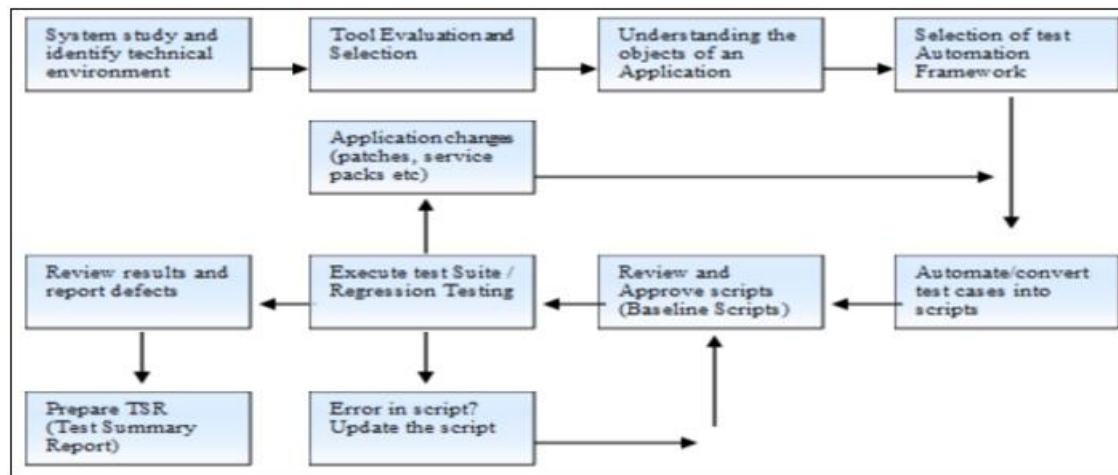 System study and
identify technical
environment
Tool Evaluation and
Selection
Understanding the
objects of an
Application
Selection of test
Automation
Framework
Application changes
(patches, service
packs etc)
Review results and
report defects
Execute test Suite /
Regression Testing
Review and
Approve scripts
(Baseline Scripts)
Automate/convert
test cases into
scripts
Prepare TSR
(Test Summary
Report)
Error in script?
Update the script